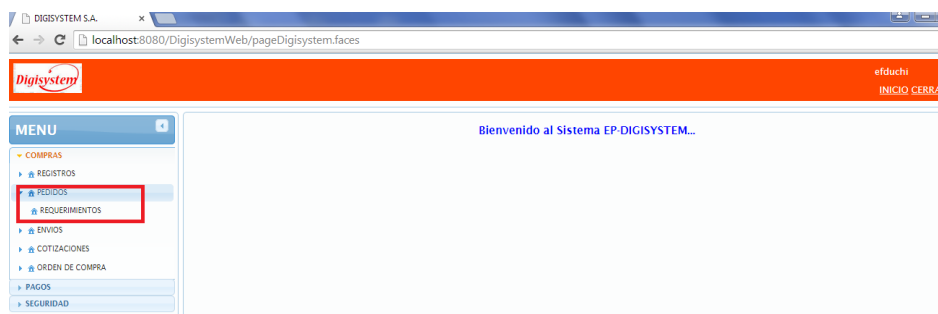 DIGISYSTEM S.A.
localhost:8080/DigisystemWeb/pageDigisystem.faces
Digisystem
efduchi
INICIO CERRA
MENU
Bienvenido al Sistema EP-DIGISYSTEM...
COMPRAS
REGISTROS
PEDIDOS
REQUERIMIENTOS
ENVIOS
COTIZACIONES
ORDEN DE COMPRA
PAGOS
SEGURIDAD